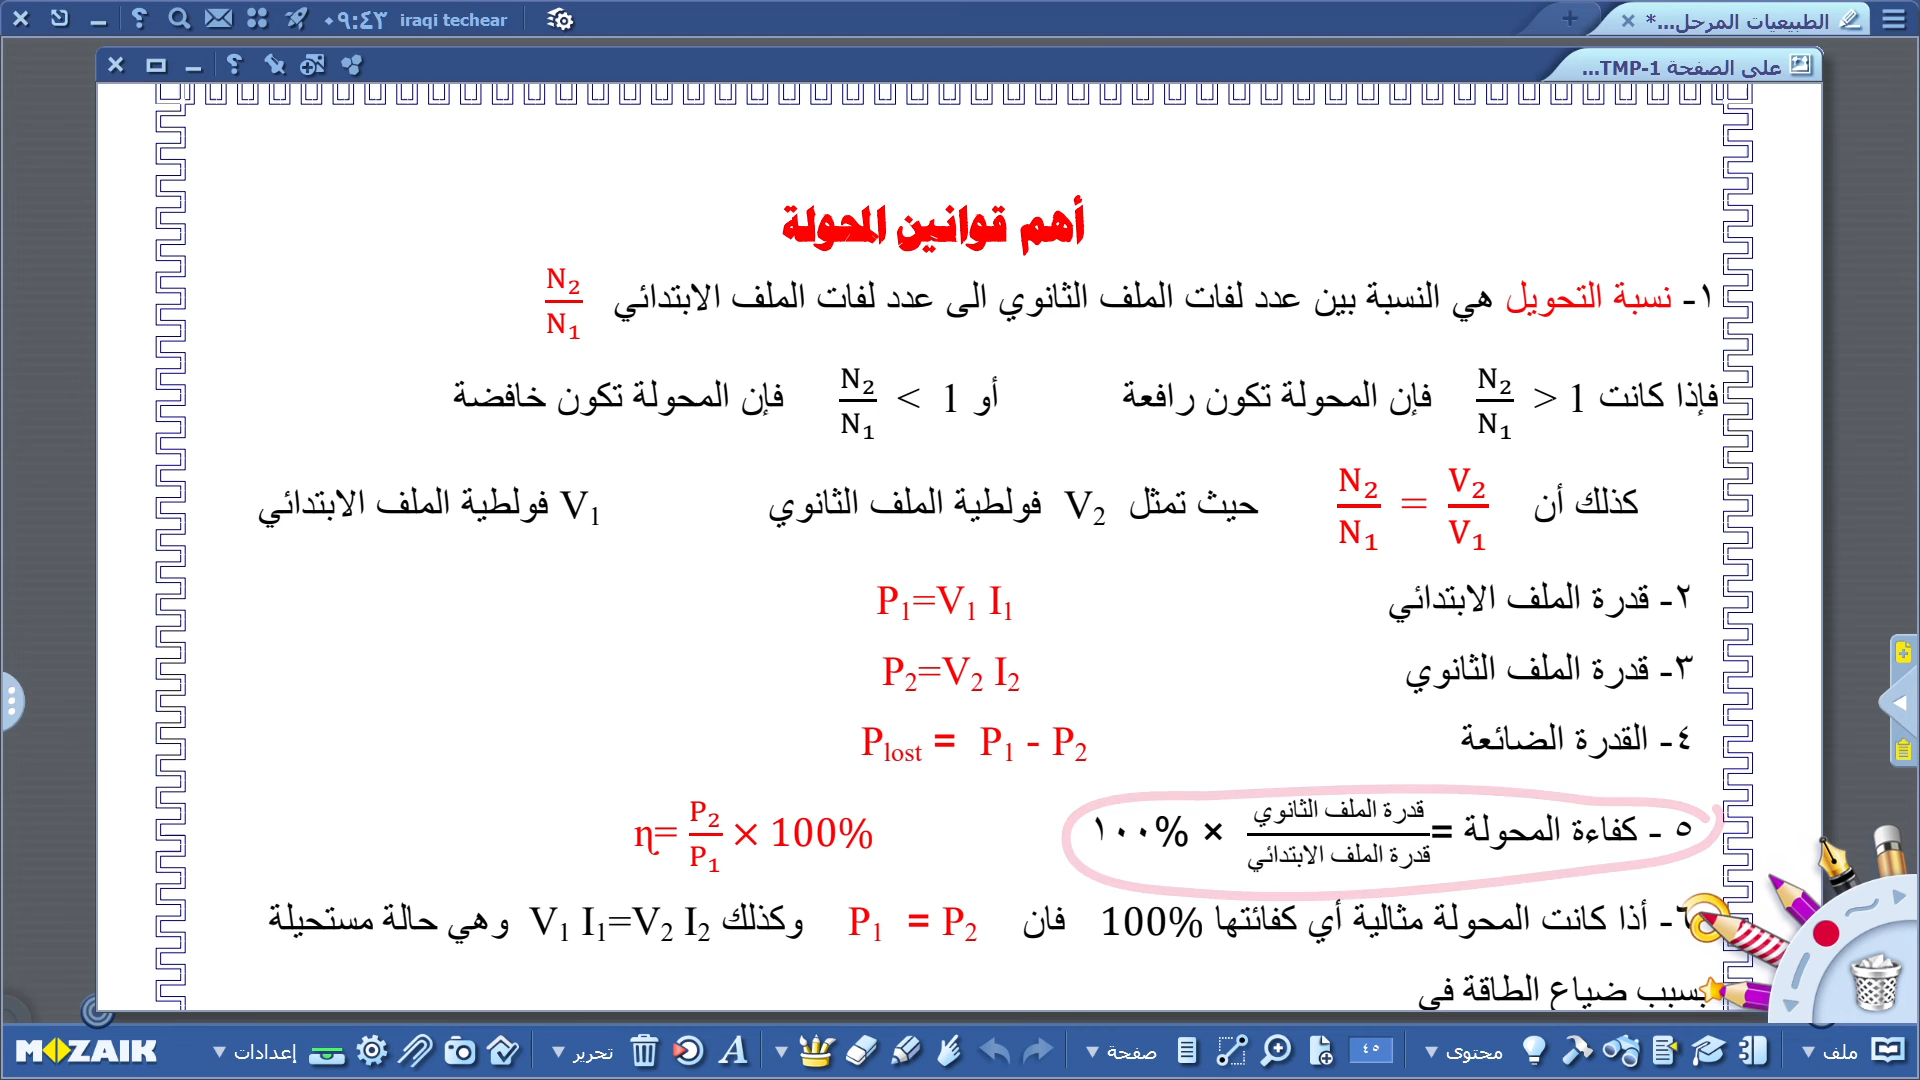 الطبيعيات المرحل...*
iraqi techear ٠٩:٤٣
على الصفحة TMP-1...
أهم قوانين المحولة
١- نسبة التحويل هي النسبة بين عدد لفات الملف الثانوي الى عدد لفات الملف الابتدائي N₂/N₁
فإذا كانت N₂/N₁ > 1 فإن المحولة تكون رافعة أو N₂/N₁ < 1 فإن المحولة تكون خافضة
كذلك أن N₂/N₁ = V₂/V₁ حيث تمثل V₂ فولطية الملف الثانوي V₁ فولطية الملف الابتدائي
٢- قدرة الملف الابتدائي P₁=V₁ I₁
٣- قدرة الملف الثانوي P₂=V₂ I₂
٤- القدرة الضائعة Plost = P₁ - P₂
٥ - كفاءة المحولة = قدرة الملف الثانوي / قدرة الملف الابتدائي × ١٠٠% η= P₂/P₁ × 100%
٦- أذا كانت المحولة مثالية أي كفائتها 100% فان P₁ = P₂ وكذلك V₁ I₁=V₂ I₂ وهي حالة مستحيلة
بسبب ضياع الطاقة في
ملف محتوى ٤٥ صفحة تحرير إعدادات MOZAIK